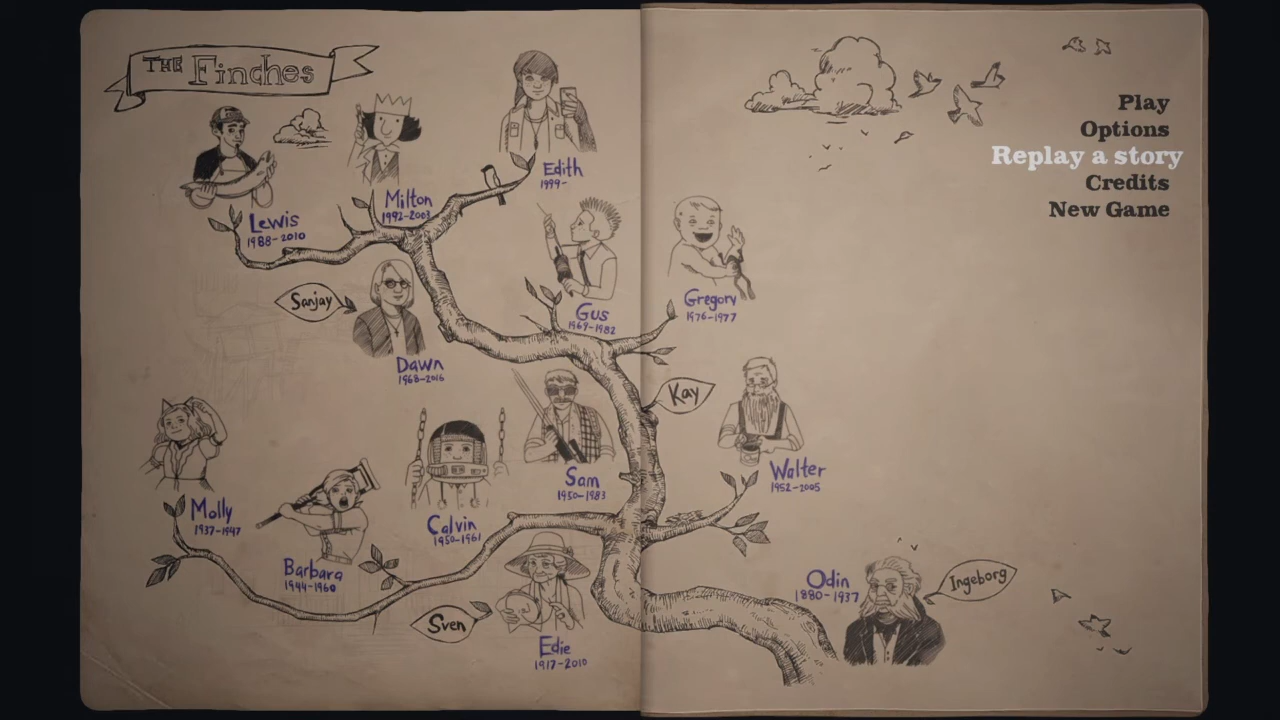 THE Finches
Edith
1999-
Milton
1992-2003
Lewis
1988-2010
Sanjay
Dawn
1968-2016
Gus
1969-1982
Gregory
1976-1977
Kay
Sam
1950-1983
Walter
1952-2005
Molly
1937-1947
Barbara
1944-1960
Calvin
1950-1961
Sven
Edie
1917-2010
Odin
1880-1937
Ingeborg
Play
Options
Replay a story
Credits
New Game